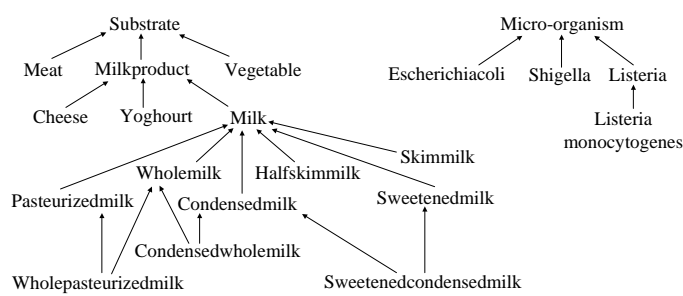 Substrate
Micro-organism
Meat
Milkproduct
Vegetable
Escherichiacoli
Shigella
Listeria
Cheese
Yoghourt
Milk
Listeria
monocytogenes
Skimmilk
Wholemilk
Halfskimmilk
Pasteurizedmilk
Condensedmilk
Sweetenedmilk
Condensedwholemilk
Wholepasteurizedmilk
Sweetenedcondensedmilk